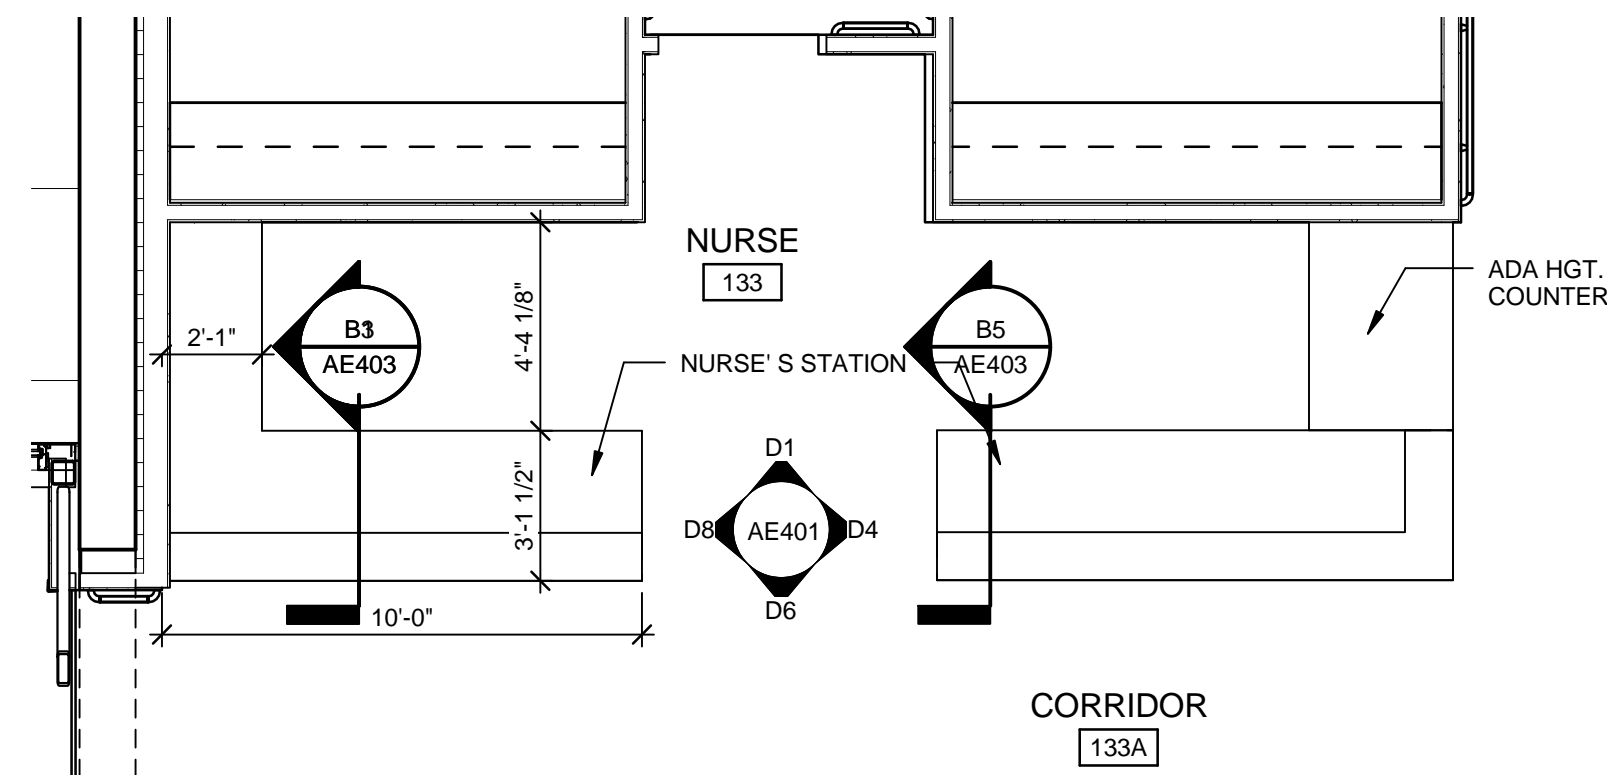 NURSE
133
ADA HGT.
COUNTER
2'-1"
AE403
4'-4 1/8"
B5
AE403
NURSE' S STATION
D1
3'-1 1/2"
D8
AE401
D4
D6
10'-0"
CORRIDOR
133A